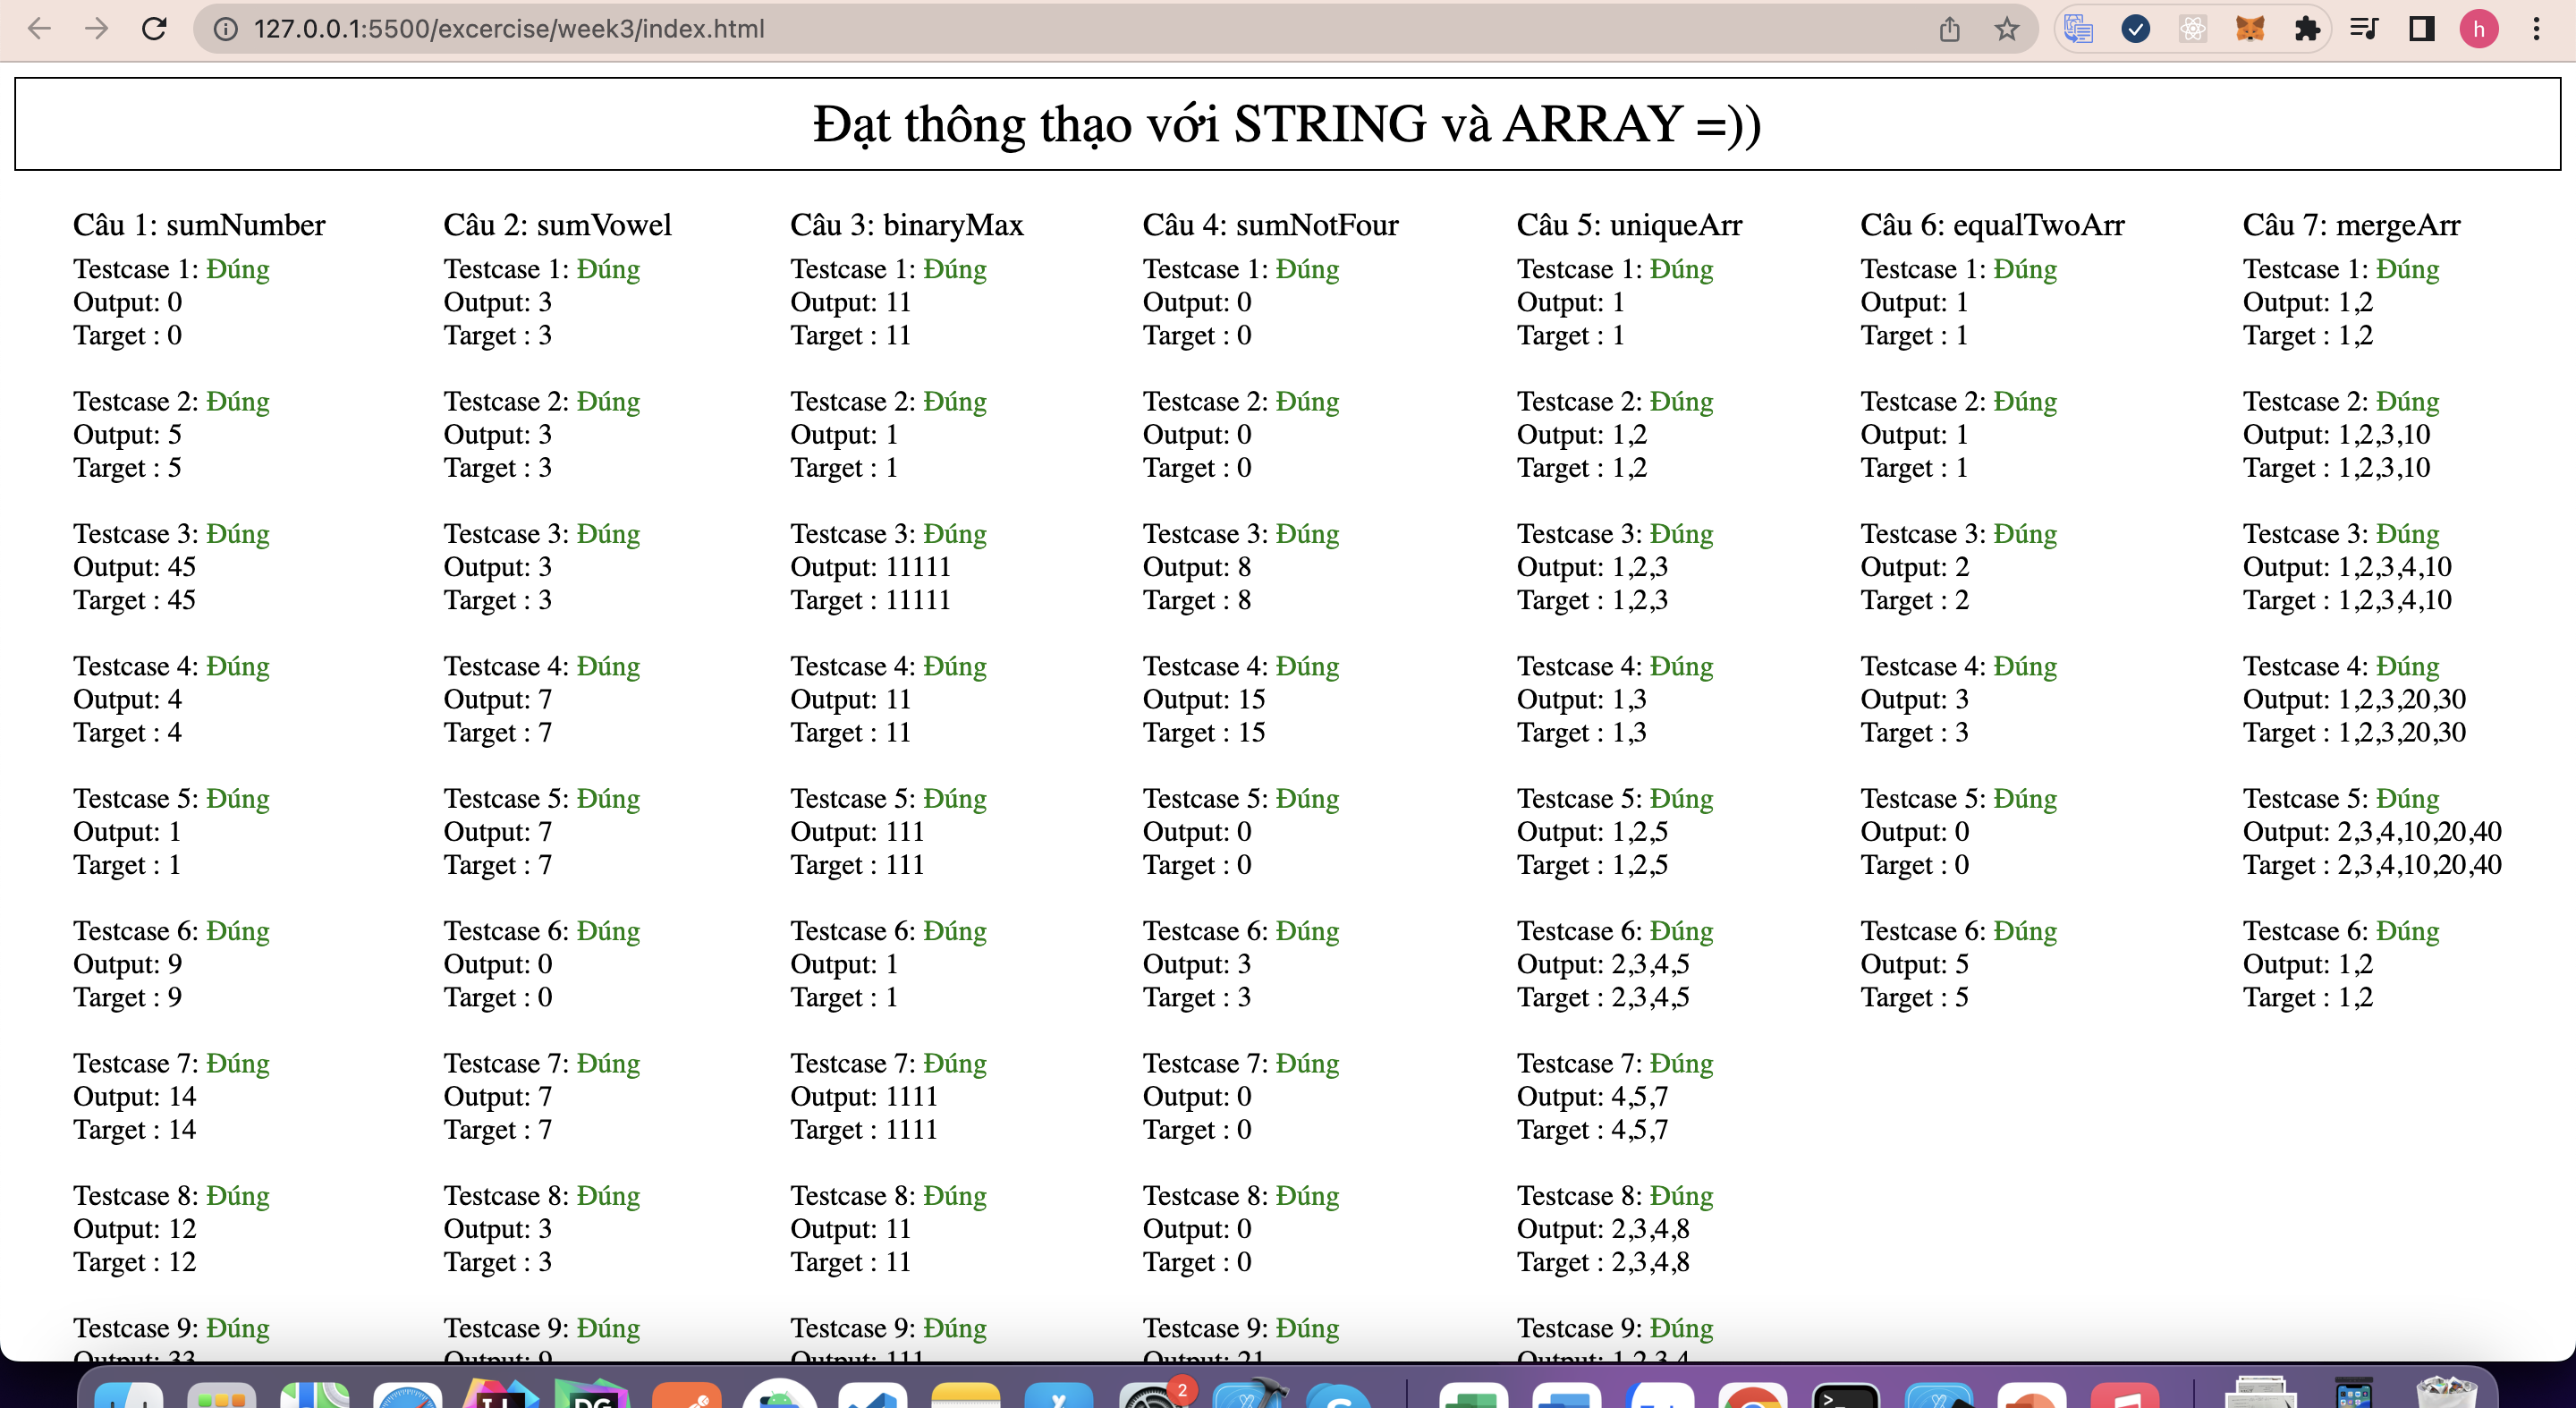 127.0.0.1:5500/excercise/week3/index.html
h
Đạt thông thạo với STRING và ARRAY =))
Câu 1: sumNumber
Testcase 1: Đúng
Output: 0
Target : 0
Testcase 2: Đúng
Output: 5
Target : 5
Testcase 3: Đúng
Output: 45
Target : 45
Testcase 4: Đúng
Output: 4
Target : 4
Testcase 5: Đúng
Output: 1
Target : 1
Testcase 6: Đúng
Output: 9
Target : 9
Testcase 7: Đúng
Output: 14
Target : 14
Testcase 8: Đúng
Output: 12
Target : 12
Testcase 9: Đúng
Output: 33
Câu 2: sumVowel
Testcase 1: Đúng
Output: 3
Target : 3
Testcase 2: Đúng
Output: 3
Target : 3
Testcase 3: Đúng
Output: 3
Target : 3
Testcase 4: Đúng
Output: 7
Target : 7
Testcase 5: Đúng
Output: 7
Target : 7
Testcase 6: Đúng
Output: 0
Target : 0
Testcase 7: Đúng
Output: 7
Target : 7
Testcase 8: Đúng
Output: 3
Target : 3
Testcase 9: Đúng
Output: 9
Câu 3: binaryMax
Testcase 1: Đúng
Output: 11
Target : 11
Testcase 2: Đúng
Output: 1
Target : 1
Testcase 3: Đúng
Output: 11111
Target : 11111
Testcase 4: Đúng
Output: 11
Target : 11
Testcase 5: Đúng
Output: 111
Target : 111
Testcase 6: Đúng
Output: 1
Target : 1
Testcase 7: Đúng
Output: 1111
Target : 1111
Testcase 8: Đúng
Output: 11
Target : 11
Testcase 9: Đúng
Output: 111
Câu 4: sumNotFour
Testcase 1: Đúng
Output: 0
Target : 0
Testcase 2: Đúng
Output: 0
Target : 0
Testcase 3: Đúng
Output: 8
Target : 8
Testcase 4: Đúng
Output: 15
Target : 15
Testcase 5: Đúng
Output: 0
Target : 0
Testcase 6: Đúng
Output: 3
Target : 3
Testcase 7: Đúng
Output: 0
Target : 0
Testcase 8: Đúng
Output: 0
Target : 0
Testcase 9: Đúng
Output: 21
Câu 5: uniqueArr
Testcase 1: Đúng
Output: 1
Target : 1
Testcase 2: Đúng
Output: 1,2
Target : 1,2
Testcase 3: Đúng
Output: 1,2,3
Target : 1,2,3
Testcase 4: Đúng
Output: 1,3
Target : 1,3
Testcase 5: Đúng
Output: 1,2,5
Target : 1,2,5
Testcase 6: Đúng
Output: 2,3,4,5
Target : 2,3,4,5
Testcase 7: Đúng
Output: 4,5,7
Target : 4,5,7
Testcase 8: Đúng
Output: 2,3,4,8
Target : 2,3,4,8
Testcase 9: Đúng
Output: 1,2,3,4
Câu 6: equalTwoArr
Testcase 1: Đúng
Output: 1
Target : 1
Testcase 2: Đúng
Output: 1
Target : 1
Testcase 3: Đúng
Output: 2
Target : 2
Testcase 4: Đúng
Output: 3
Target : 3
Testcase 5: Đúng
Output: 0
Target : 0
Testcase 6: Đúng
Output: 5
Target : 5
Câu 7: mergeArr
Testcase 1: Đúng
Output: 1,2
Target : 1,2
Testcase 2: Đúng
Output: 1,2,3,10
Target : 1,2,3,10
Testcase 3: Đúng
Output: 1,2,3,4,10
Target : 1,2,3,4,10
Testcase 4: Đúng
Output: 1,2,3,20,30
Target : 1,2,3,20,30
Testcase 5: Đúng
Output: 2,3,4,10,20,40
Target : 2,3,4,10,20,40
Testcase 6: Đúng
Output: 1,2
Target : 1,2
2